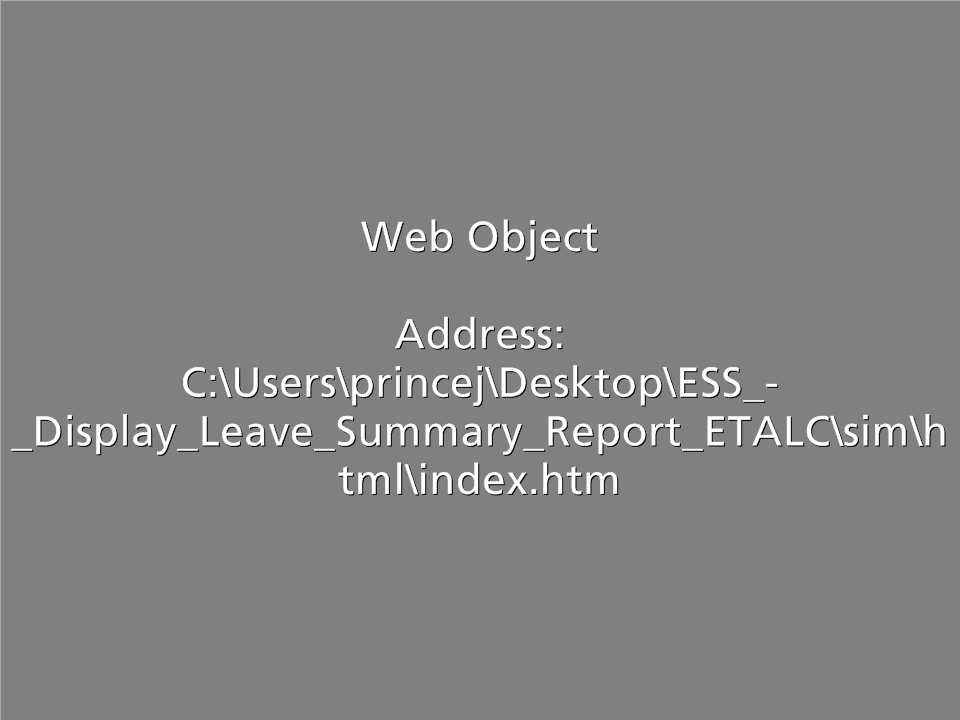 Web Object
Address:
C:\Users\princej\Desktop\ESS_-
_Display_Leave_Summary_Report_ETALC\sim\h
tml\index.htm